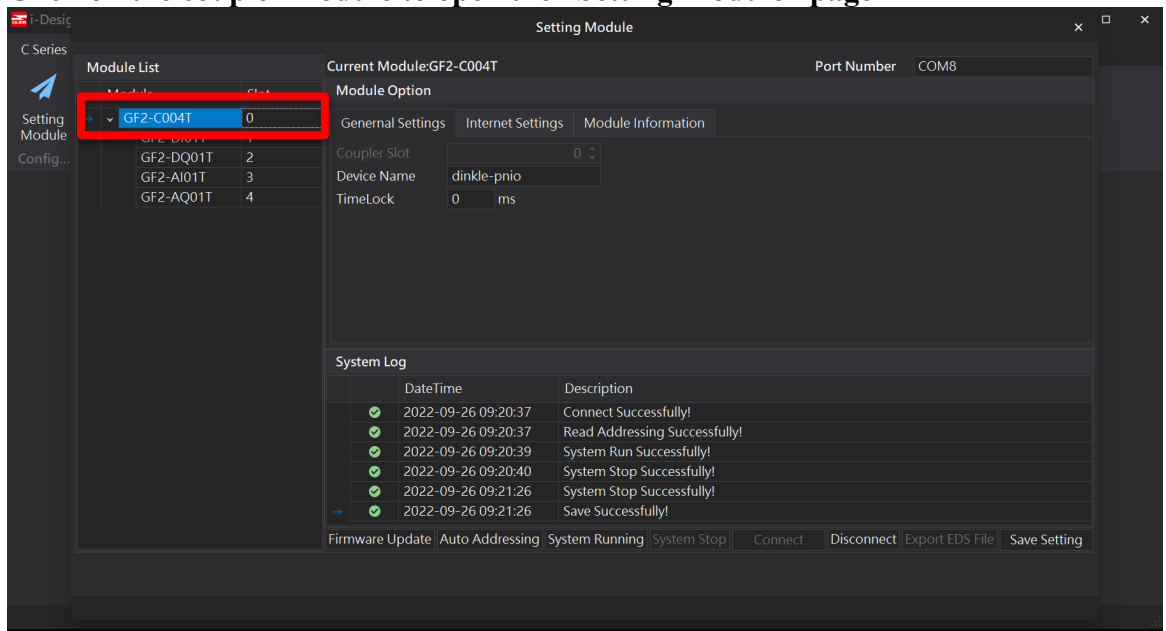 i-Desig
Setting Module
C Series
Module List
Current Module:GF2-C004T
Port Number COM8
Module Option
Setting
Module
Config...
GF2-C004T 0
Genernal Settings Internet Settings Module Information
GF2-DQ01T 2
GF2-AI01T 3
GF2-AQ01T 4
Coupler Slot 0
Device Name dinkle-pnio
TimeLock 0 ms
System Log
DateTime Description
2022-09-26 09:20:37 Connect Successfully!
2022-09-26 09:20:37 Read Addressing Successfully!
2022-09-26 09:20:39 System Run Successfully!
2022-09-26 09:20:40 System Stop Successfully!
2022-09-26 09:21:26 System Stop Successfully!
2022-09-26 09:21:26 Save Successfully!
Firmware Update Auto Addressing System Running System Stop Connect Disconnect Export EDS File Save Setting